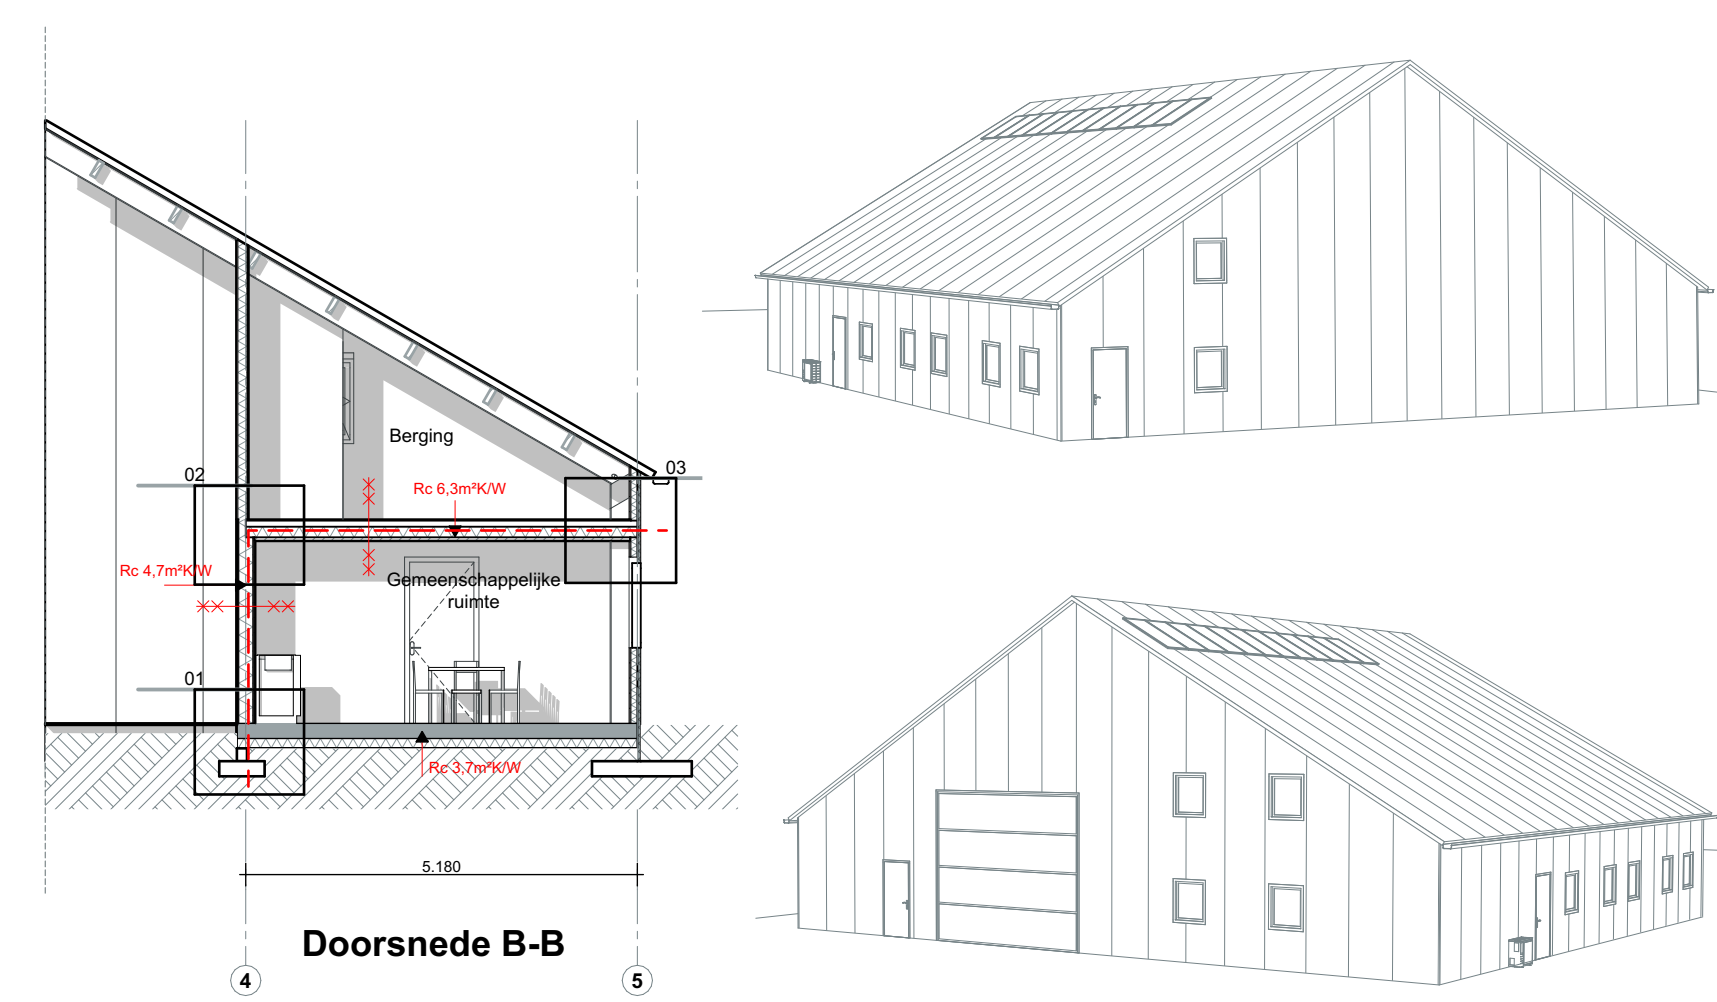 Berging
02
03
Rc 6,3m²K/W
Rc 4,7m²K/W
Gemeenschappelijke
ruimte
01
Rc 3,7m²K/W
5.180
Doorsnede B-B
4
5